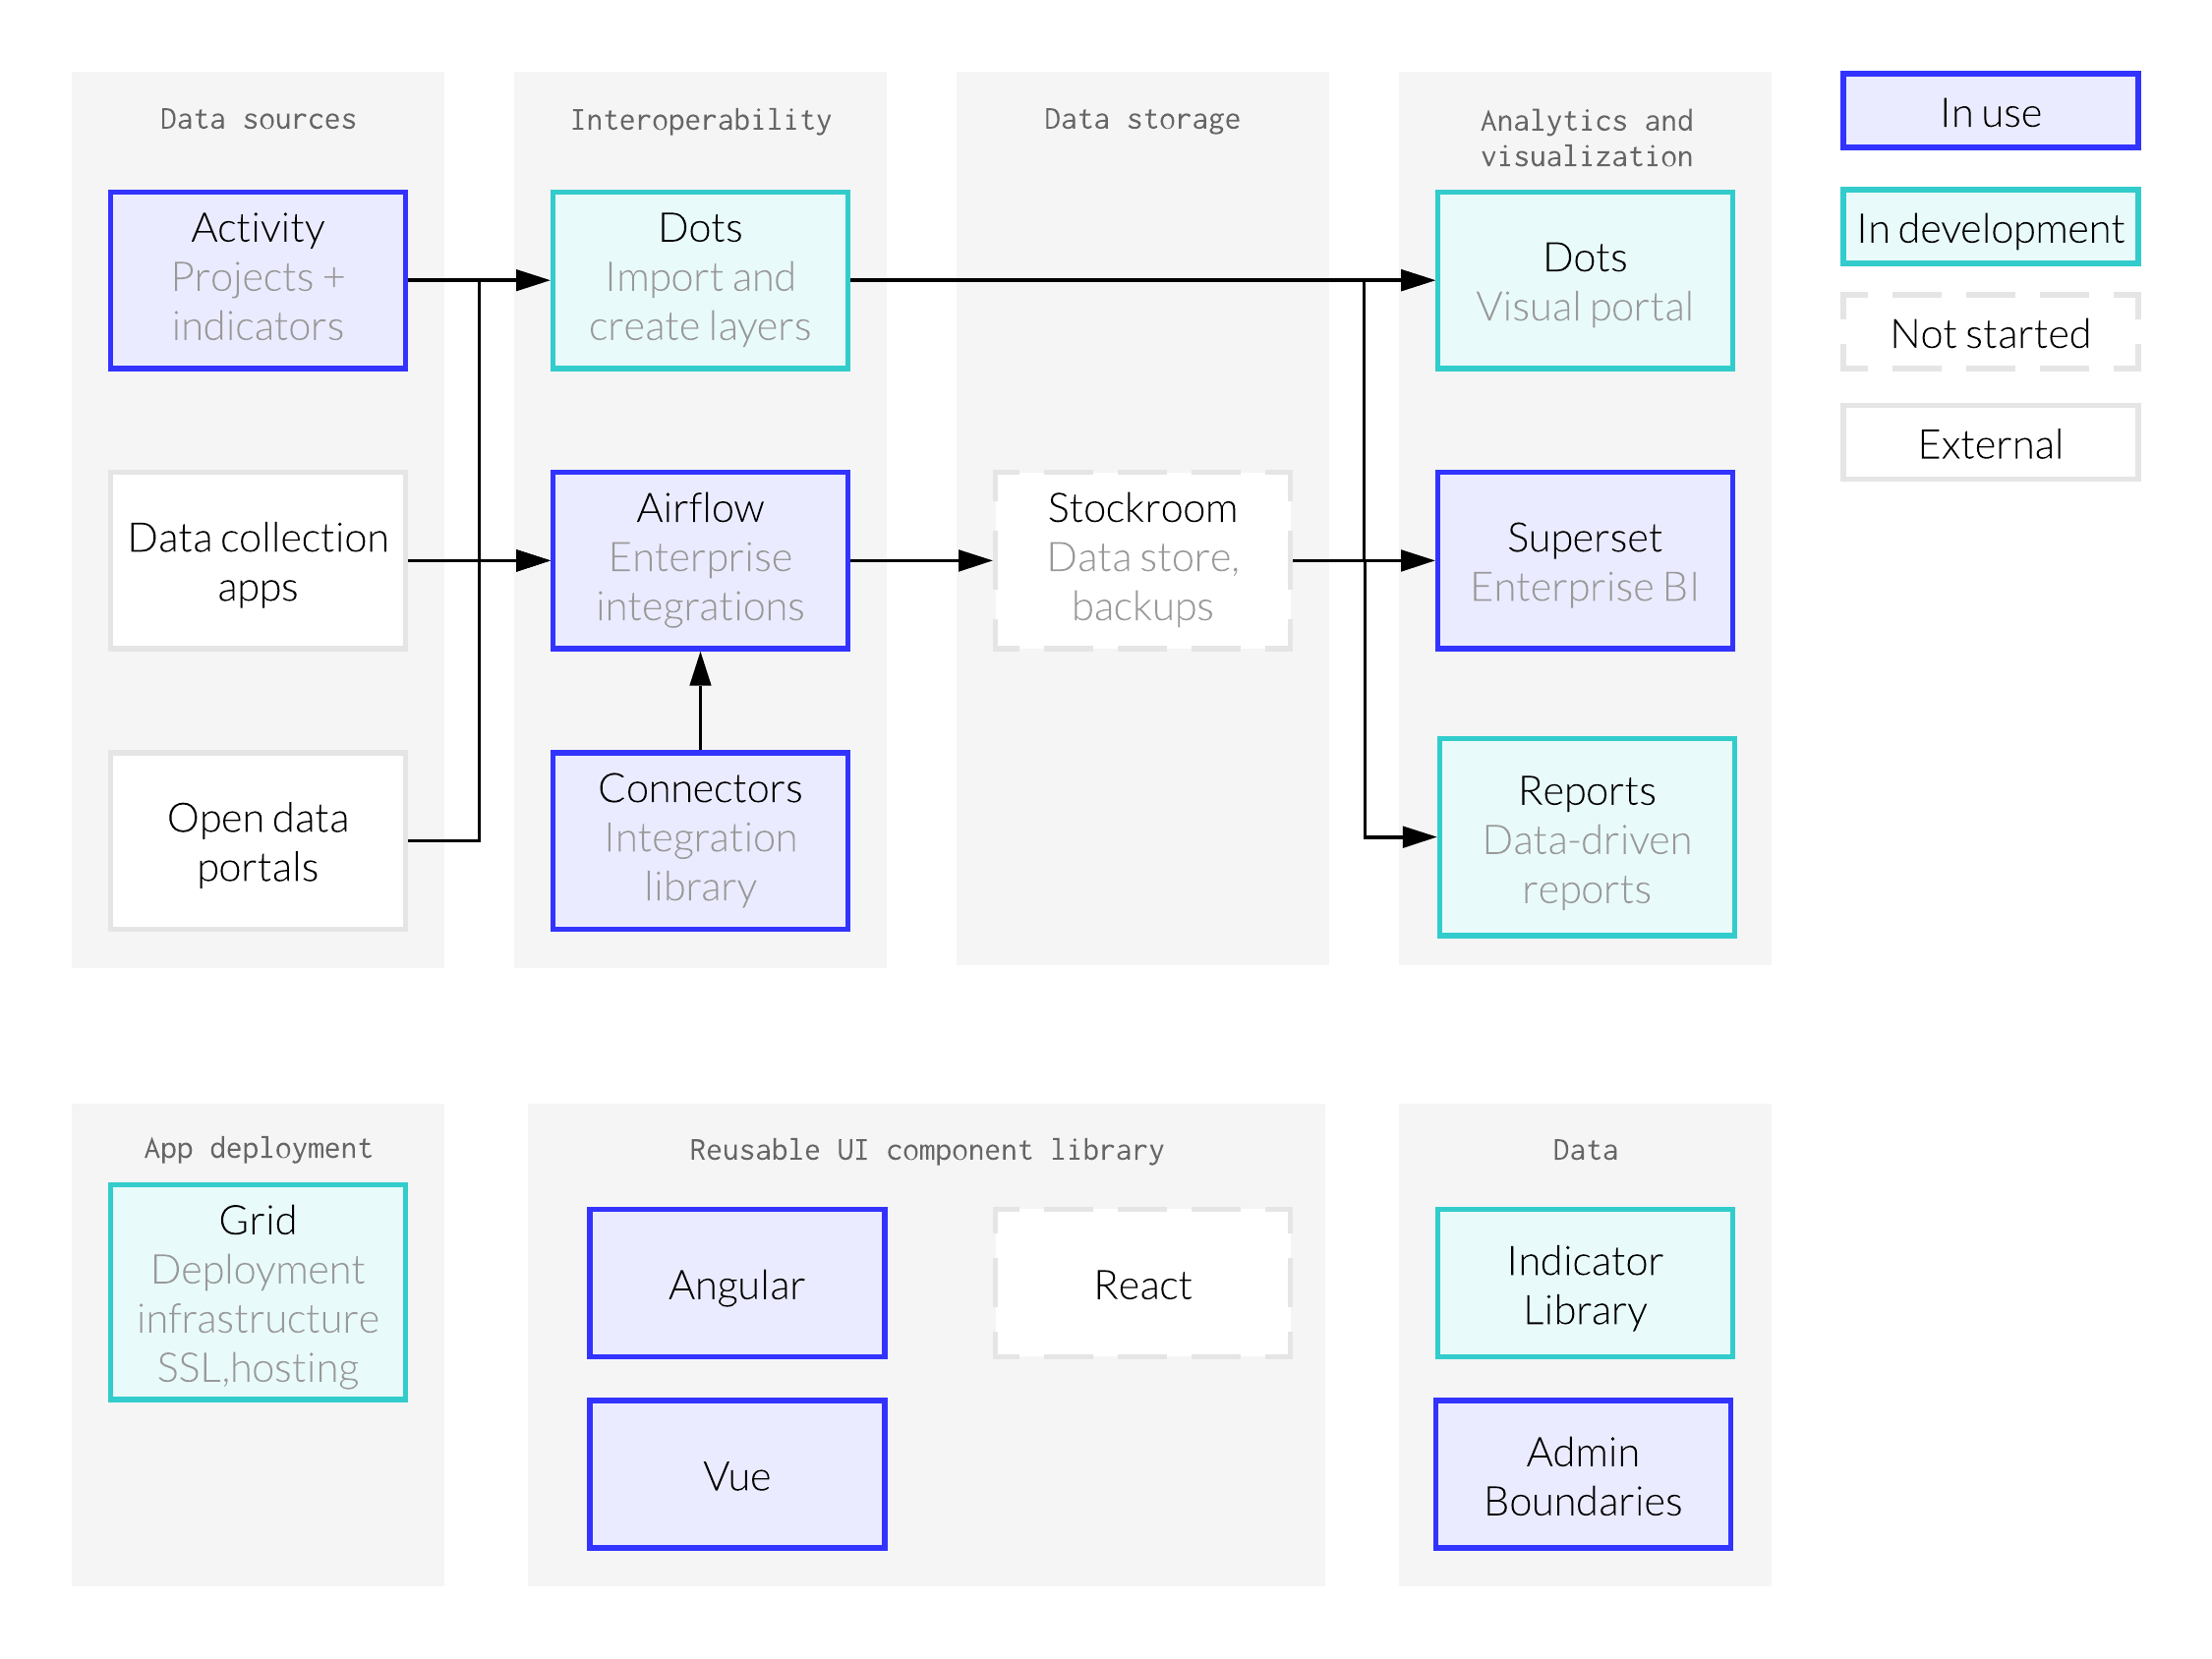 Data sources
Activity
Projects +
indicators
Data collection
apps
Open data
portals
Interoperability
Dots
Import and
create layers
Airflow
Enterprise
integrations
Connectors
Integration
library
Data storage
Stockroom
Data store,
backups
Analytics and
visualization
Dots
Visual portal
Superset
Enterprise BI
Reports
Data-driven
reports
In use
In development
Not started
External
App deployment
Grid
Deployment
infrastructure
SSL,hosting
Reusable UI component library
Angular
React
Vue
Data
Indicator
Library
Admin
Boundaries